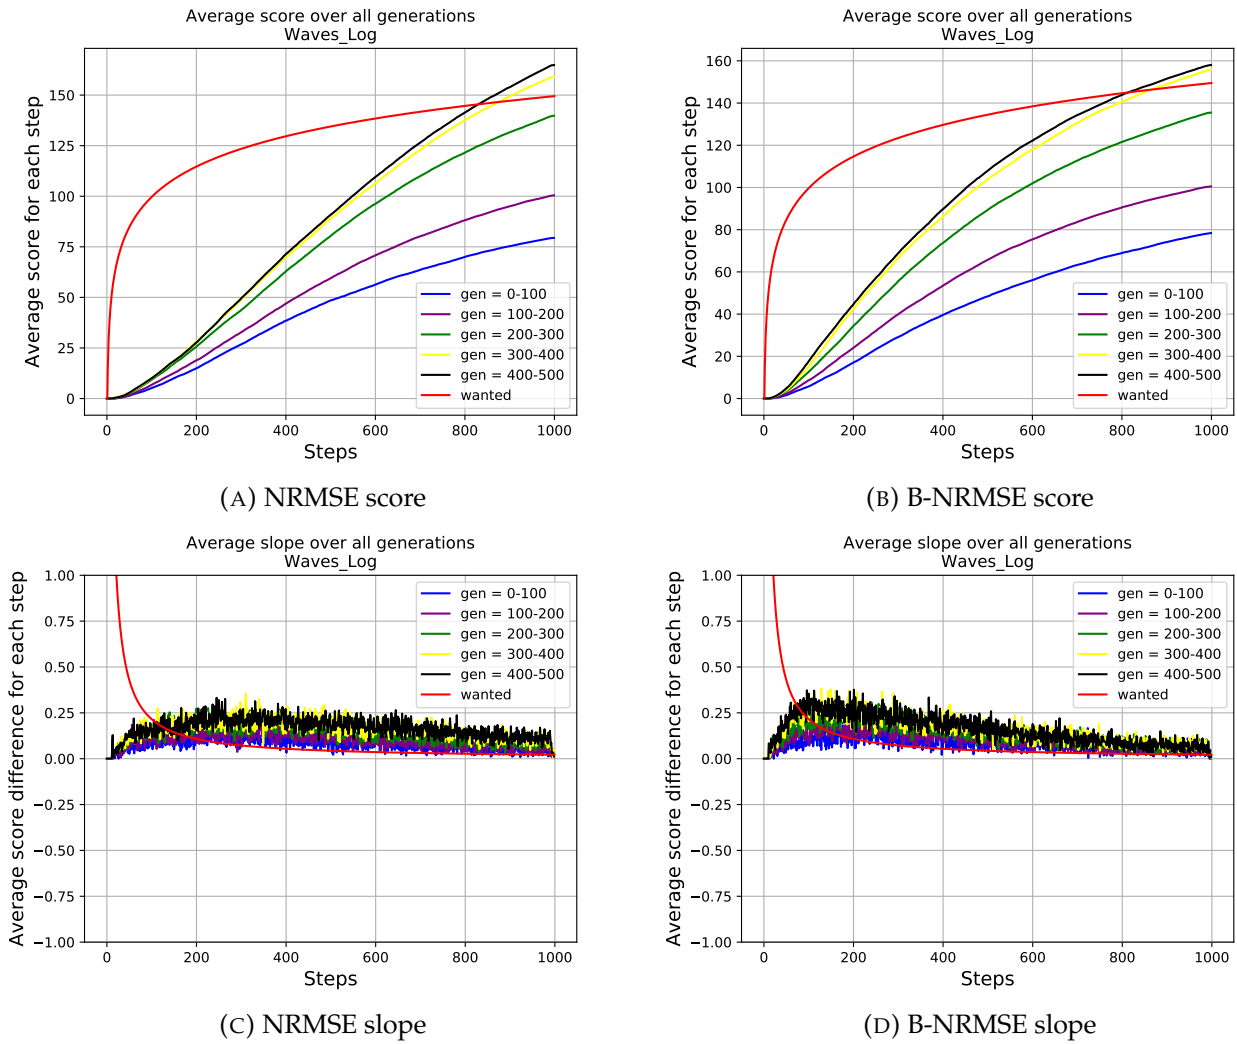 Average score over all generations
Waves_Log
Average score for each step
150
125
100
75
50
25
0
gen = 0-100
gen = 100-200
gen = 200-300
gen = 300-400
gen = 400-500
wanted
0 200 400 600 800 1000
Steps
(A) NRMSE score
Average score over all generations
Waves_Log
Average score for each step
160
140
120
100
80
60
40
20
0
gen = 0-100
gen = 100-200
gen = 200-300
gen = 300-400
gen = 400-500
wanted
0 200 400 600 800 1000
Steps
(B) B-NRMSE score
Average slope over all generations
Waves_Log
Average score difference for each step
1.00
0.75
0.50
0.25
0.00
−0.25
−0.50
−0.75
−1.00
gen = 0-100
gen = 100-200
gen = 200-300
gen = 300-400
gen = 400-500
wanted
0 200 400 600 800 1000
Steps
(C) NRMSE slope
Average slope over all generations
Waves_Log
Average score difference for each step
1.00
0.75
0.50
0.25
0.00
−0.25
−0.50
−0.75
−1.00
gen = 0-100
gen = 100-200
gen = 200-300
gen = 300-400
gen = 400-500
wanted
0 200 400 600 800 1000
Steps
(D) B-NRMSE slope